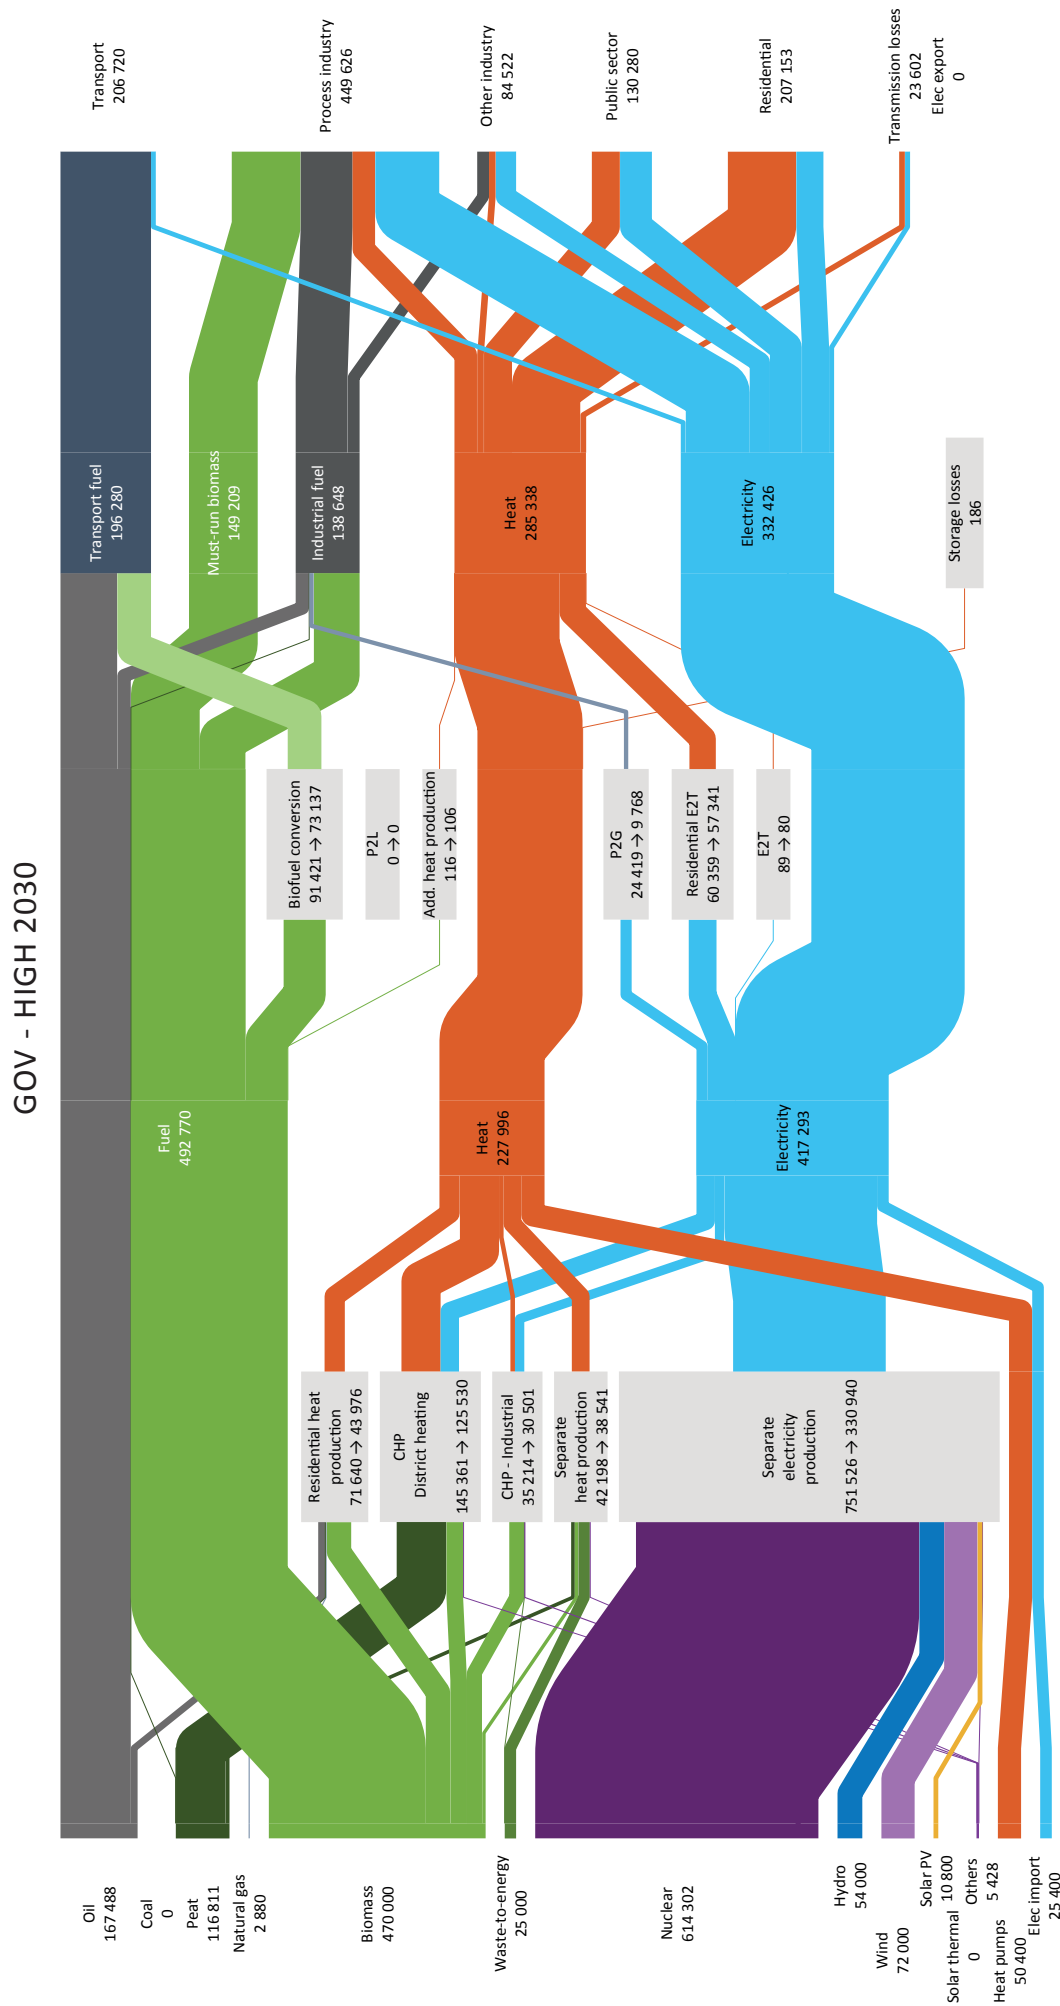 GOV - HIGH 2030
Oil
167 488
Coal
0
Peat
116 811
Natural gas
2 880
Biomass
470 000
Waste-to-energy
25 000
Nuclear
614 302
Hydro
54 000
Wind
72 000
Solar PV
10 800
Solar thermal
0
Others
5 428
Heat pumps
50 400
Elec import
25 400
Residential heat
production
71 640 → 43 976
CHP
District heating
145 361 → 125 530
CHP - Industrial
35 214 → 30 501
Separate
heat production
42 198 → 38 541
Separate
electricity
production
751 526 → 330 940
Fuel
492 770
Heat
227 996
Electricity
417 293
Biofuel conversion
91 421 → 73 137
P2L
0 → 0
Add. heat production
116 → 106
P2G
24 419 → 9 768
Residential E2T
60 359 → 57 341
E2T
89 → 80
Transport fuel
196 280
Must-run biomass
149 209
Industrial fuel
138 648
Heat
285 338
Electricity
332 426
Storage losses
186
Transport
206 720
Process industry
449 626
Other industry
84 522
Public sector
130 280
Residential
207 153
Transmission losses
23 602
Elec export
0